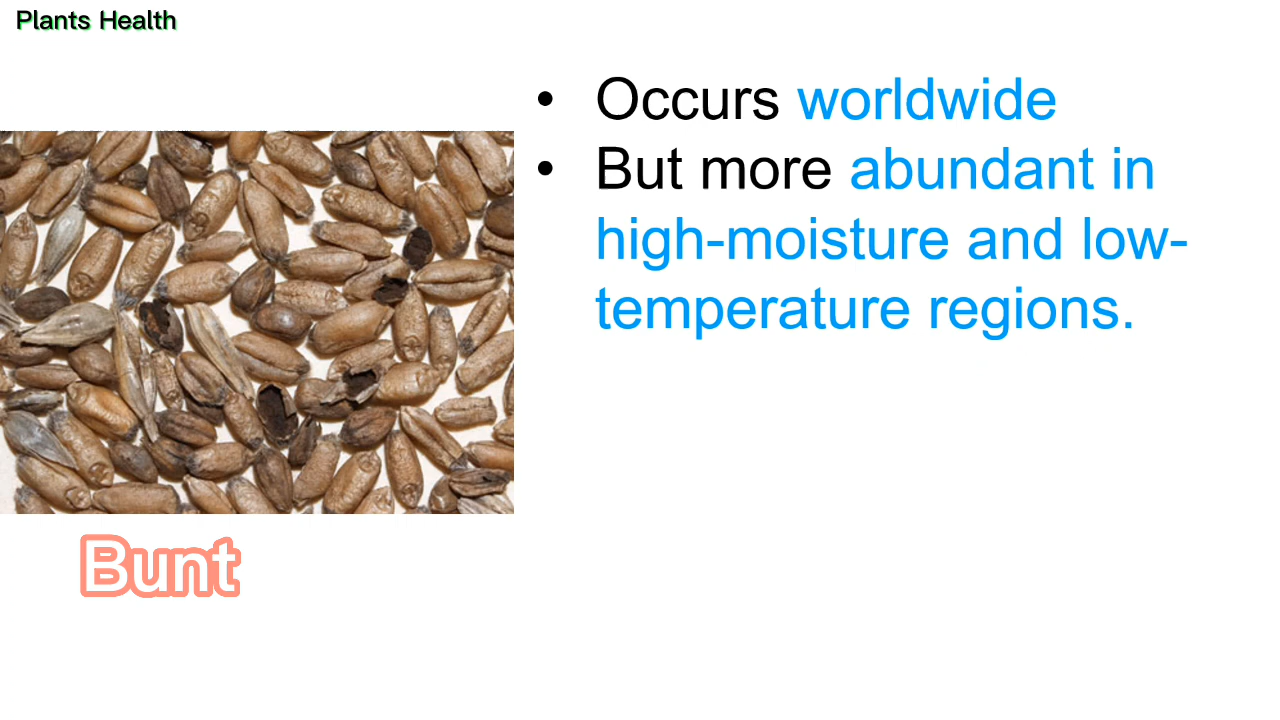 Plants Health
• Occurs worldwide
• But more abundant in
high-moisture and low-
temperature regions.
Bunt